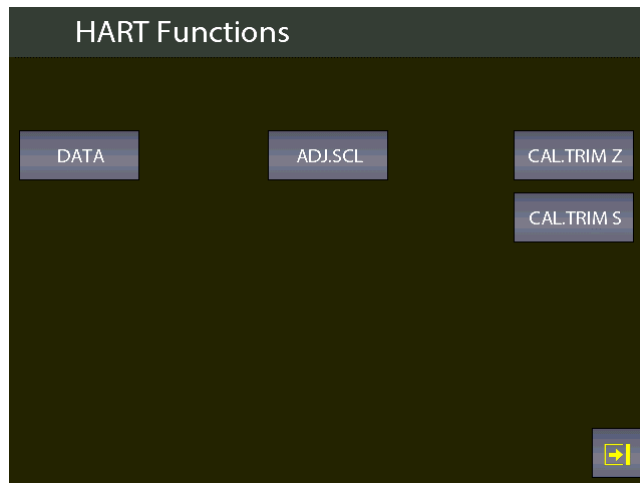 HART Functions
DATA
ADJ.SCL
CAL.TRIM Z
CAL.TRIM S